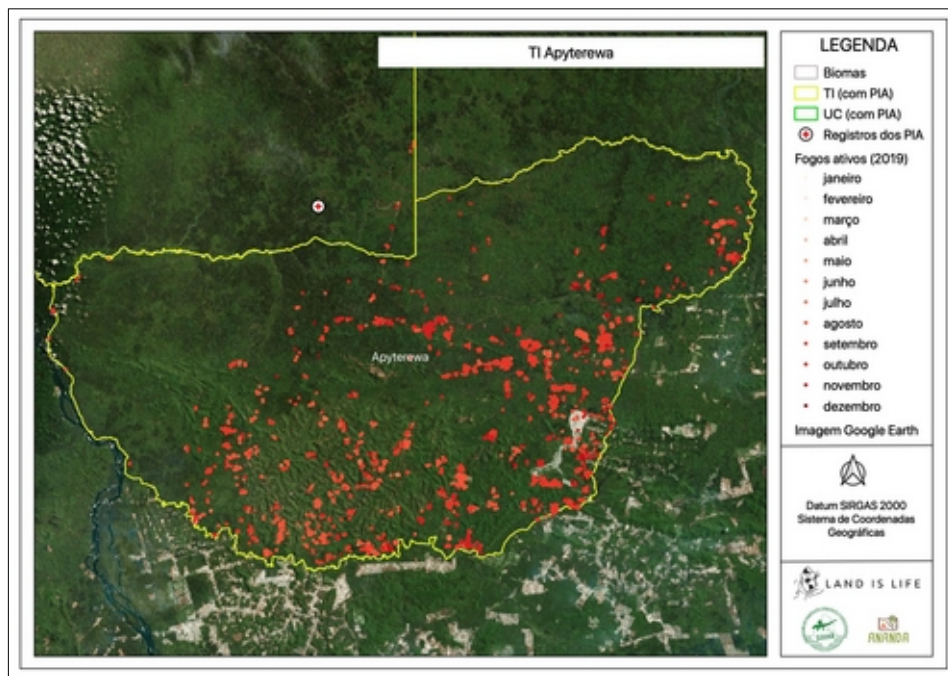 TI Apyterewa
Apyterewa
LEGENDA
Biomas
TI (com PIA)
UC (com PIA)
Registros dos PIA
Fogos ativos (2019)
janeiro
fevereiro
março
abril
maio
junho
julho
agosto
setembro
outubro
novembro
dezembro
Imagem Google Earth
Datum SIRGAS 2000
Sistema de Coordenadas
Geográficas
LAND IS LIFE
ANANDA